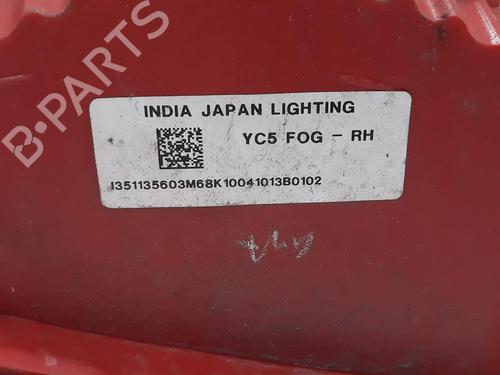 INDIA JAPAN LIGHTING
YC5 FOG - RH
I351135603M68K10041013B0102
B-PARTS